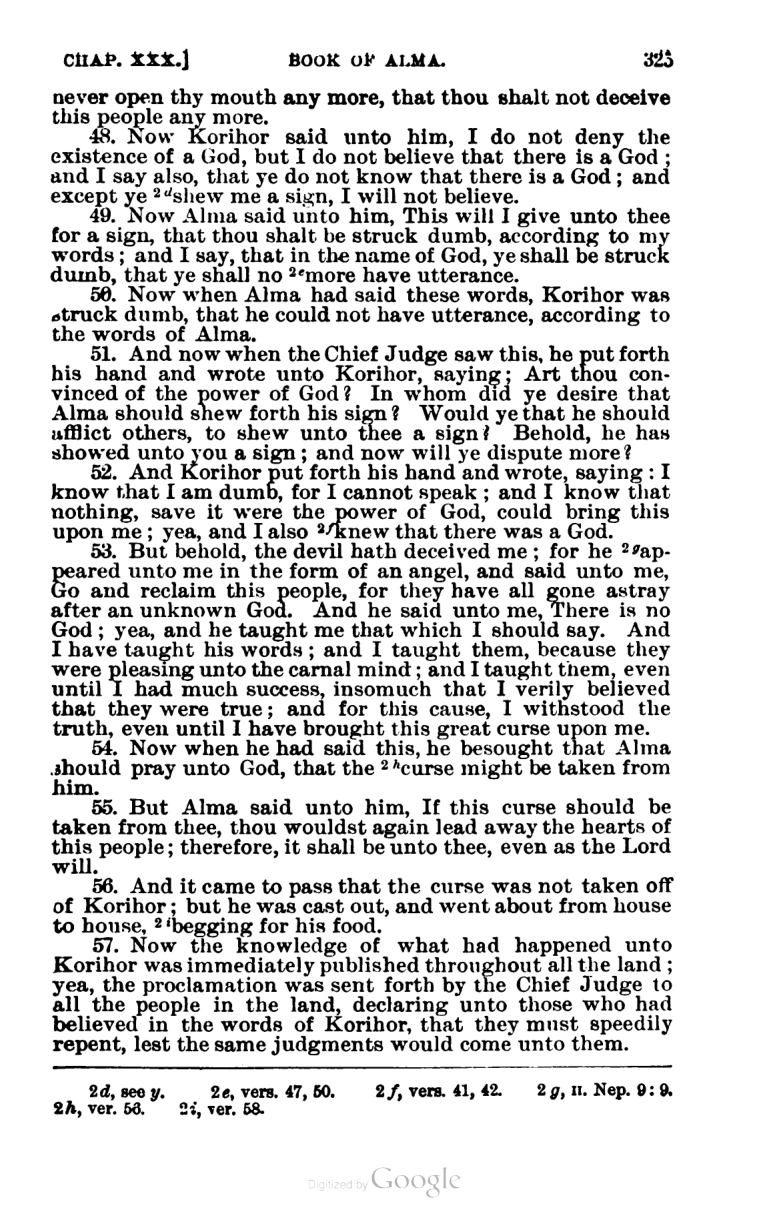 CHAP. XXX.] BOOK OF ALMA. 325
never open thy mouth any more, that thou shalt not deceive
this people any more.
48. Now Korihor said unto him, I do not deny the
existence of a God, but I do not believe that there is a God;
and I say also, that ye do not know that there is a God; and
except ye 2dshew me a sign, I will not believe.
49. Now Alma said unto him, This will I give unto thee
for a sign, that thou shalt be struck dumb, according to my
words; and I say, that in the name of God, ye shall be struck
dumb, that ye shall no 2emore have utterance.
50. Now when Alma had said these words, Korihor was
struck dumb, that he could not have utterance, according to
the words of Alma.
51. And now when the Chief Judge saw this, he put forth
his hand and wrote unto Korihor, saying; Art thou con-
vinced of the power of God? In whom did ye desire that
Alma should shew forth his sign? Would ye that he should
afflict others, to shew unto thee a sign? Behold, he has
showed unto you a sign; and now will ye dispute more?
52. And Korihor put forth his hand and wrote, saying: I
know that I am dumb, for I cannot speak; and I know that
nothing, save it were the power of God, could bring this
upon me; yea, and I also 2fknew that there was a God.
53. But behold, the devil hath deceived me; for he 2gap-
peared unto me in the form of an angel, and said unto me,
Go and reclaim this people, for they have all gone astray
after an unknown God. And he said unto me, There is no
God; yea, and he taught me that which I should say. And
I have taught his words; and I taught them, because they
were pleasing unto the carnal mind; and I taught them, even
until I had much success, insomuch that I verily believed
that they were true; and for this cause, I withstood the
truth, even until I have brought this great curse upon me.
54. Now when he had said this, he besought that Alma
should pray unto God, that the 2hcurse might be taken from
him.
55. But Alma said unto him, If this curse should be
taken from thee, thou wouldst again lead away the hearts of
this people; therefore, it shall be unto thee, even as the Lord
will.
56. And it came to pass that the curse was not taken off
of Korihor; but he was cast out, and went about from house
to house, 2ibegging for his food.
57. Now the knowledge of what had happened unto
Korihor was immediately published throughout all the land;
yea, the proclamation was sent forth by the Chief Judge to
all the people in the land, declaring unto those who had
believed in the words of Korihor, that they must speedily
repent, lest the same judgments would come unto them.
2d, see y. 2e, vers. 47, 50. 2f, vers. 41, 42. 2g, II. Nep. 9: 9.
2h, ver. 56. 2i, ver. 58.
Digitized by Google